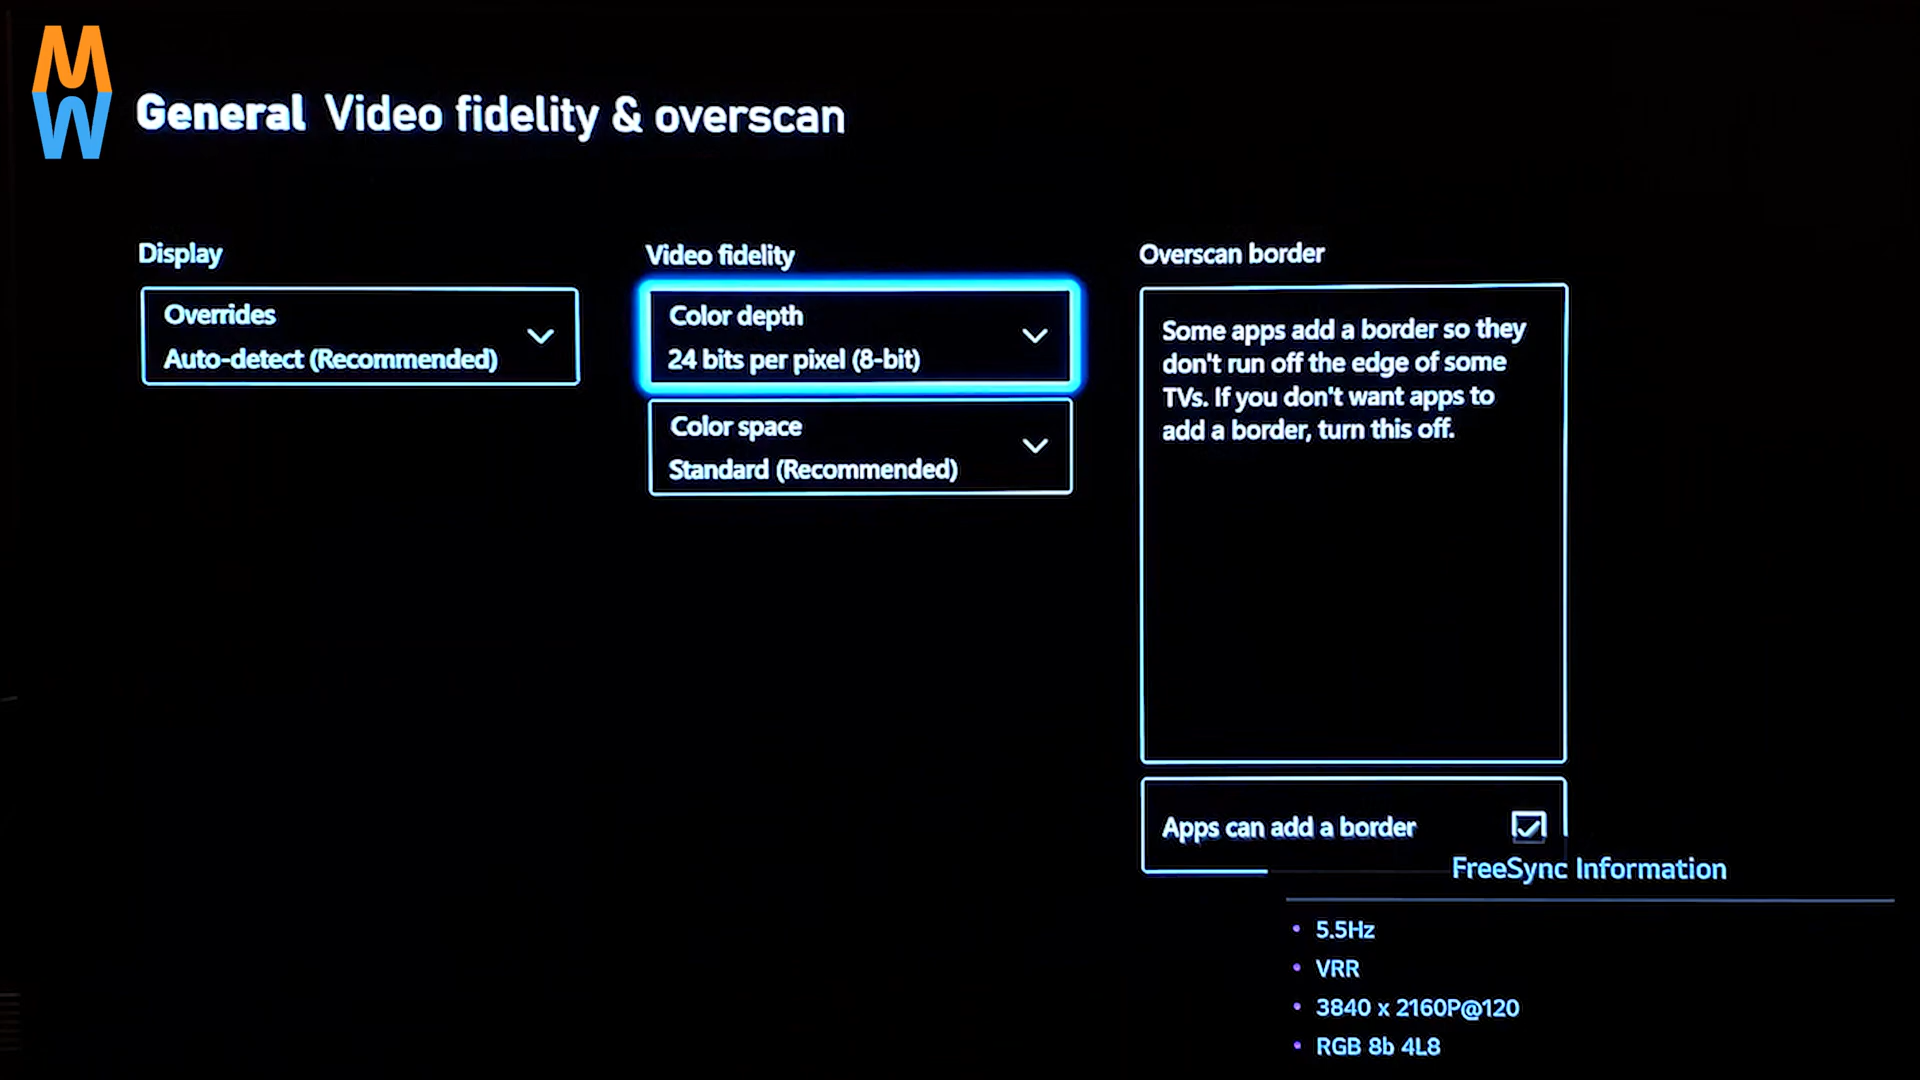 MW
General Video fidelity & overscan
Display
Overrides
Auto-detect (Recommended)
Video fidelity
Color depth
24 bits per pixel (8-bit)
Color space
Standard (Recommended)
Overscan border
Some apps add a border so they
don't run off the edge of some
TVs. If you don't want apps to
add a border, turn this off.
Apps can add a border
FreeSync Information
• 5.5Hz
• VRR
• 3840 x 2160P@120
• RGB 8b 4L8